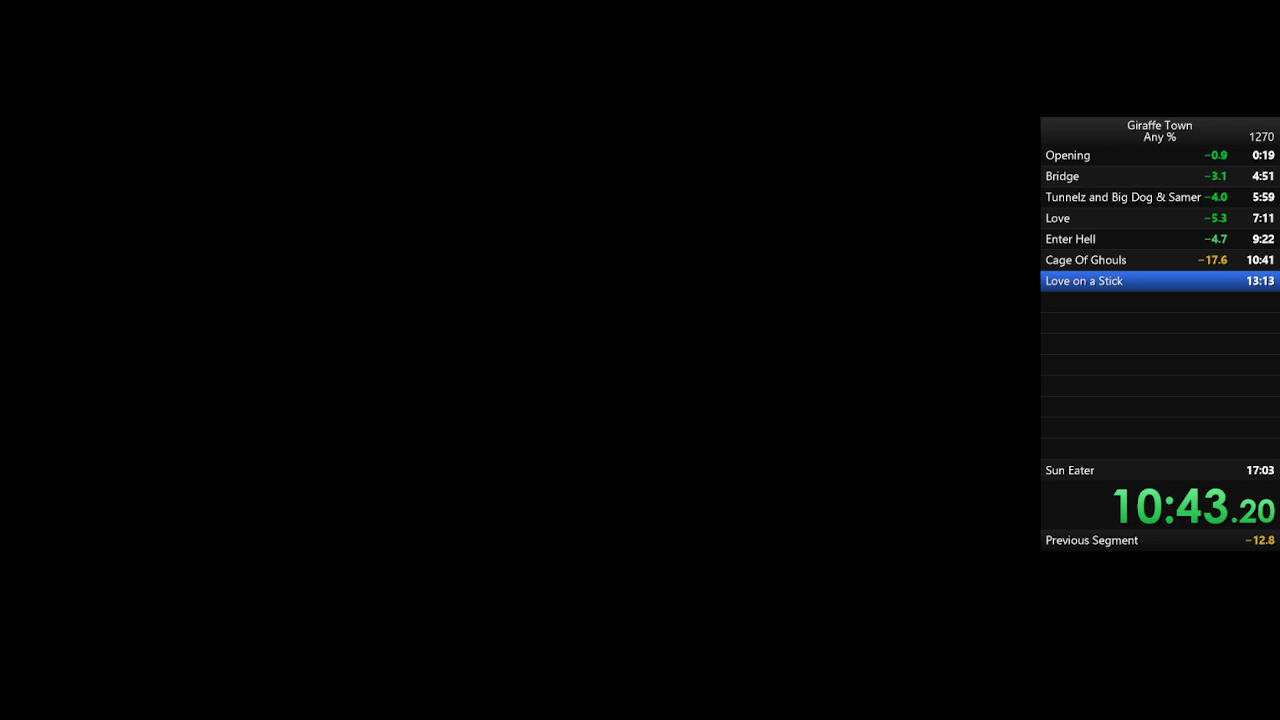 Giraffe Town
Any % 1270
Opening −0.9 0:19
Bridge −3.1 4:51
Tunnelz and Big Dog & Samer −4.0 5:59
Love −5.3 7:11
Enter Hell −4.7 9:22
Cage Of Ghouls −17.6 10:41
Love on a Stick 13:13
Sun Eater 17:03
10:43.20
Previous Segment −12.8